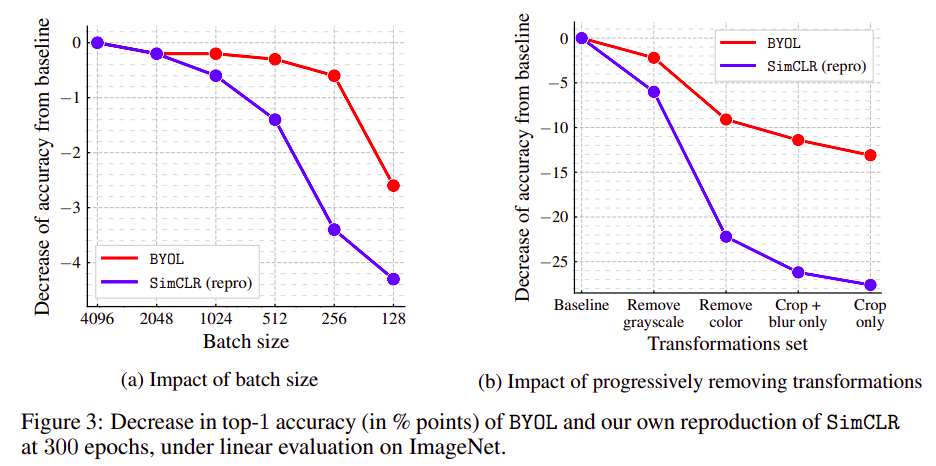 Decrease of accuracy from baseline
0
−1
−2
−3
−4
BYOL
SimCLR (repro)
4096 2048 1024 512 256 128
Batch size
(a) Impact of batch size
Decrease of accuracy from baseline
0
−5
−10
−15
−20
−25
BYOL
SimCLR (repro)
Baseline Remove Remove Crop + Crop
grayscale color blur only only
Transformations set
(b) Impact of progressively removing transformations
Figure 3: Decrease in top-1 accuracy (in % points) of BYOL and our own reproduction of SimCLR
at 300 epochs, under linear evaluation on ImageNet.